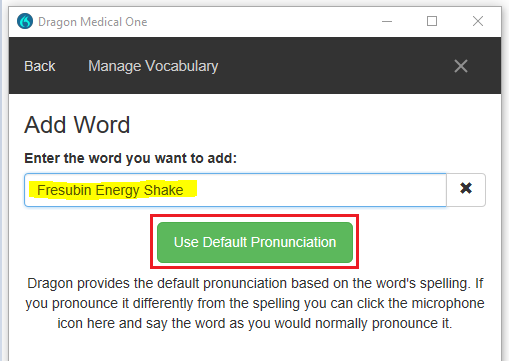 Dragon Medical One
Back Manage Vocabulary
Add Word
Enter the word you want to add:
Fresubin Energy Shake
Use Default Pronunciation
Dragon provides the default pronunciation based on the word's spelling. If
you pronounce it differently from the spelling you can click the microphone
icon here and say the word as you would normally pronounce it.